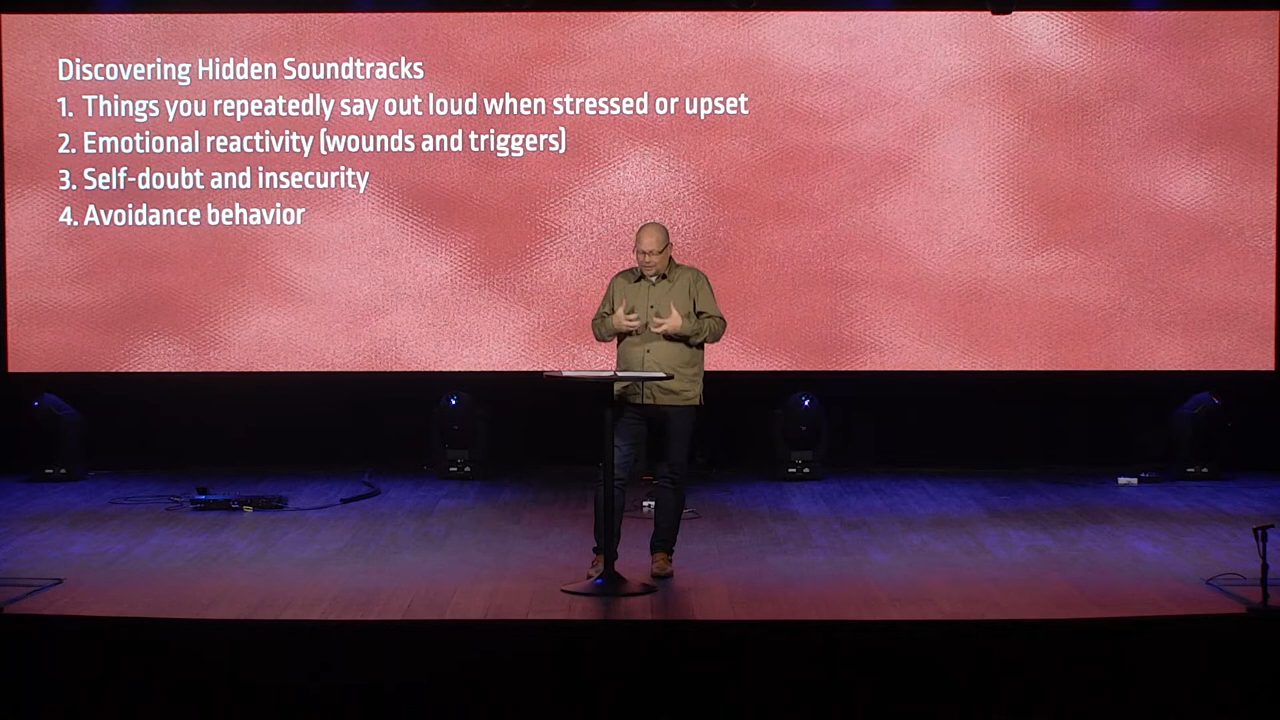 Discovering Hidden Soundtracks
1. Things you repeatedly say out loud when stressed or upset
2. Emotional reactivity (wounds and triggers)
3. Self-doubt and insecurity
4. Avoidance behavior